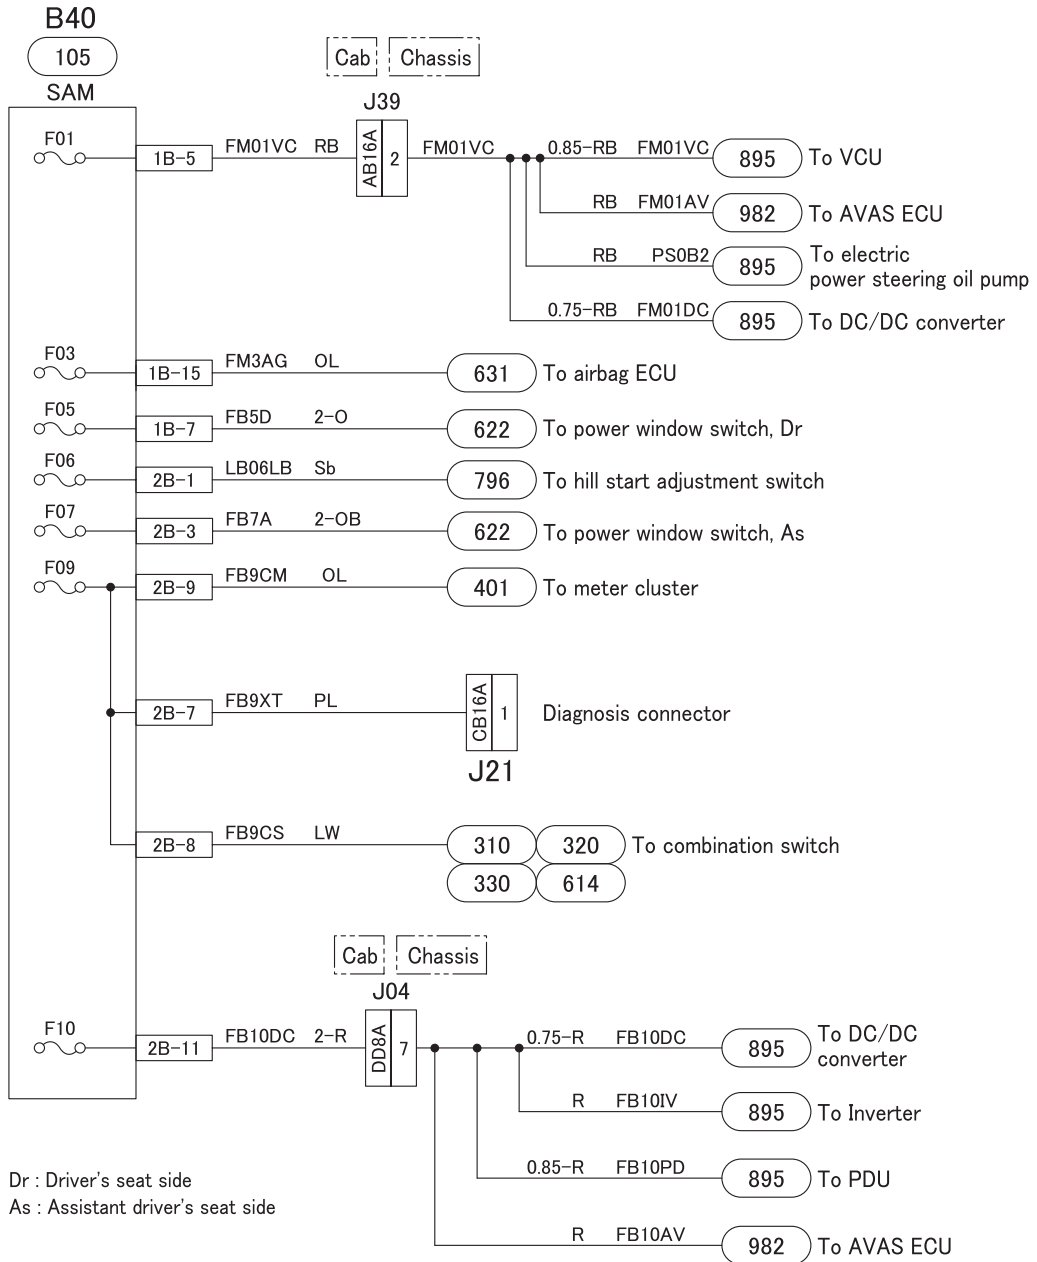 B40
105
SAM
Cab Chassis
J39
F01 1B-5 FM01VC RB AB16A 2 FM01VC 0.85-RB FM01VC 895 To VCU
RB FM01AV 982 To AVAS ECU
RB PS0B2 895 To electric
power steering oil pump
0.75-RB FM01DC 895 To DC/DC converter
F03 1B-15 FM3AG OL 631 To airbag ECU
F05 1B-7 FB5D 2-O 622 To power window switch, Dr
F06 2B-1 LB06LB Sb 796 To hill start adjustment switch
F07 2B-3 FB7A 2-OB 622 To power window switch, As
F09 2B-9 FB9CM OL 401 To meter cluster
2B-7 FB9XT PL CB16A 1 Diagnosis connector
J21
2B-8 FB9CS LW 310 320 To combination switch
330 614
Cab Chassis
J04
F10 2B-11 FB10DC 2-R DD8A 7 0.75-R FB10DC 895 To DC/DC
converter
R FB10IV 895 To Inverter
0.85-R FB10PD 895 To PDU
R FB10AV 982 To AVAS ECU
Dr : Driver's seat side
As : Assistant driver's seat side